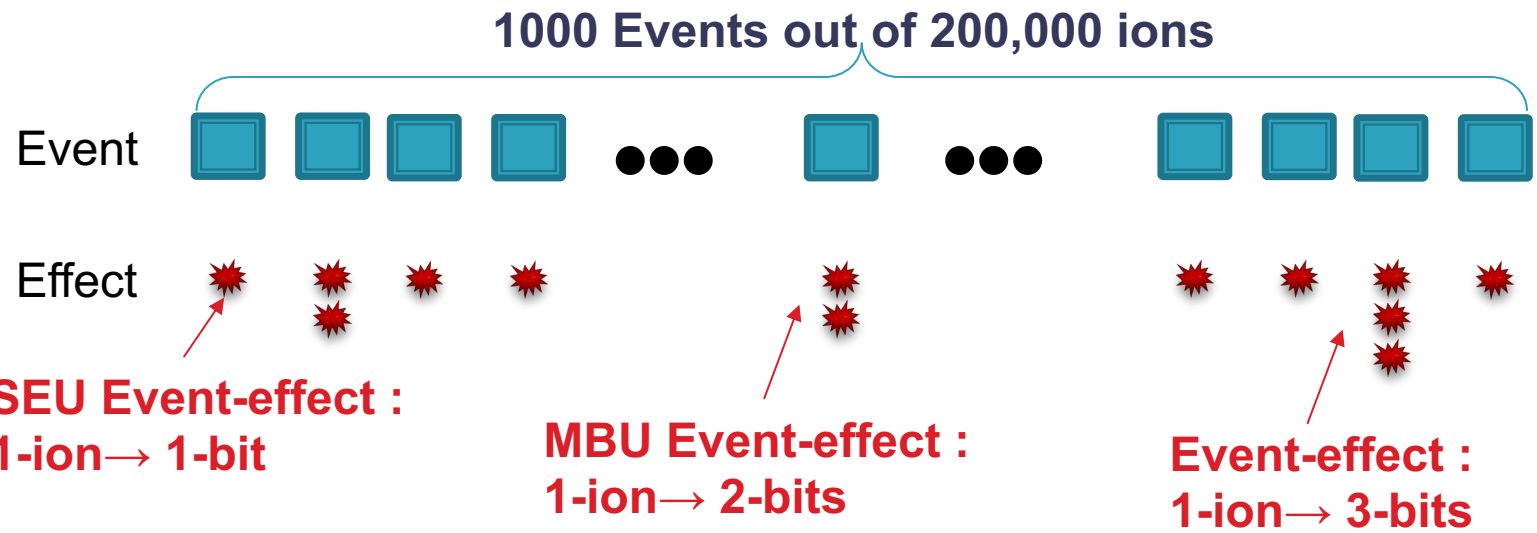 1000 Events out of 200,000 ions
Event
Effect
SEU Event-effect :
1-ion→ 1-bit
MBU Event-effect :
1-ion→ 2-bits
Event-effect :
1-ion→ 3-bits